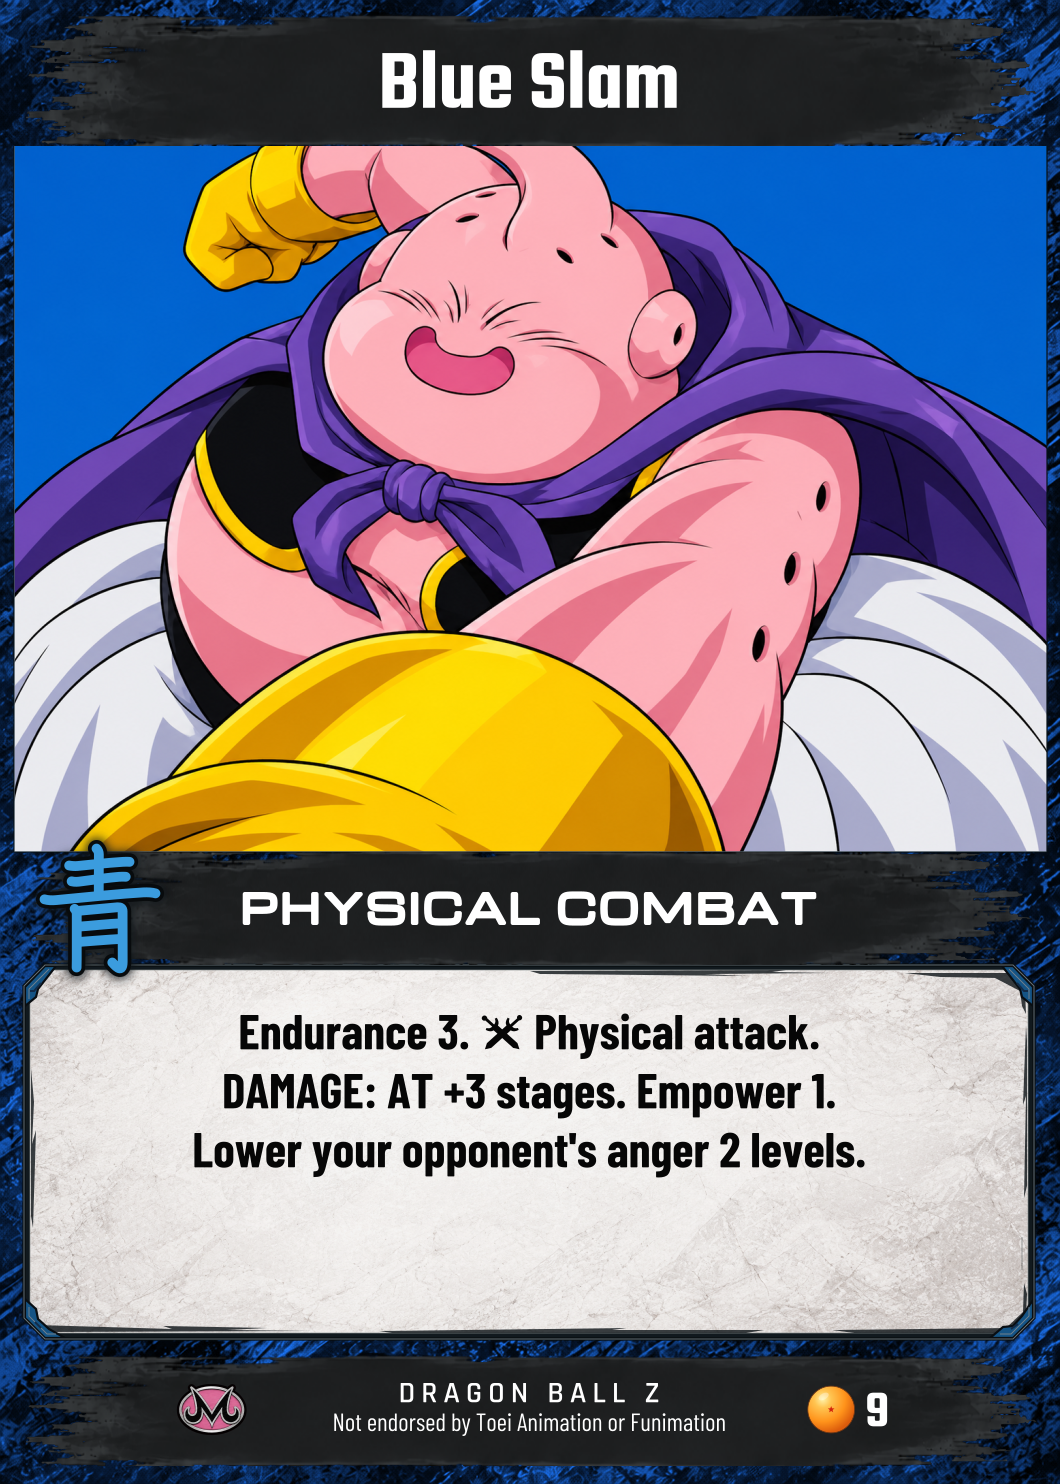 Blue Slam
青
PHYSICAL COMBAT
Endurance 3. Physical attack.
DAMAGE: AT +3 stages. Empower 1.
Lower your opponent's anger 2 levels.
DRAGON BALL Z
Not endorsed by Toei Animation or Funimation
9